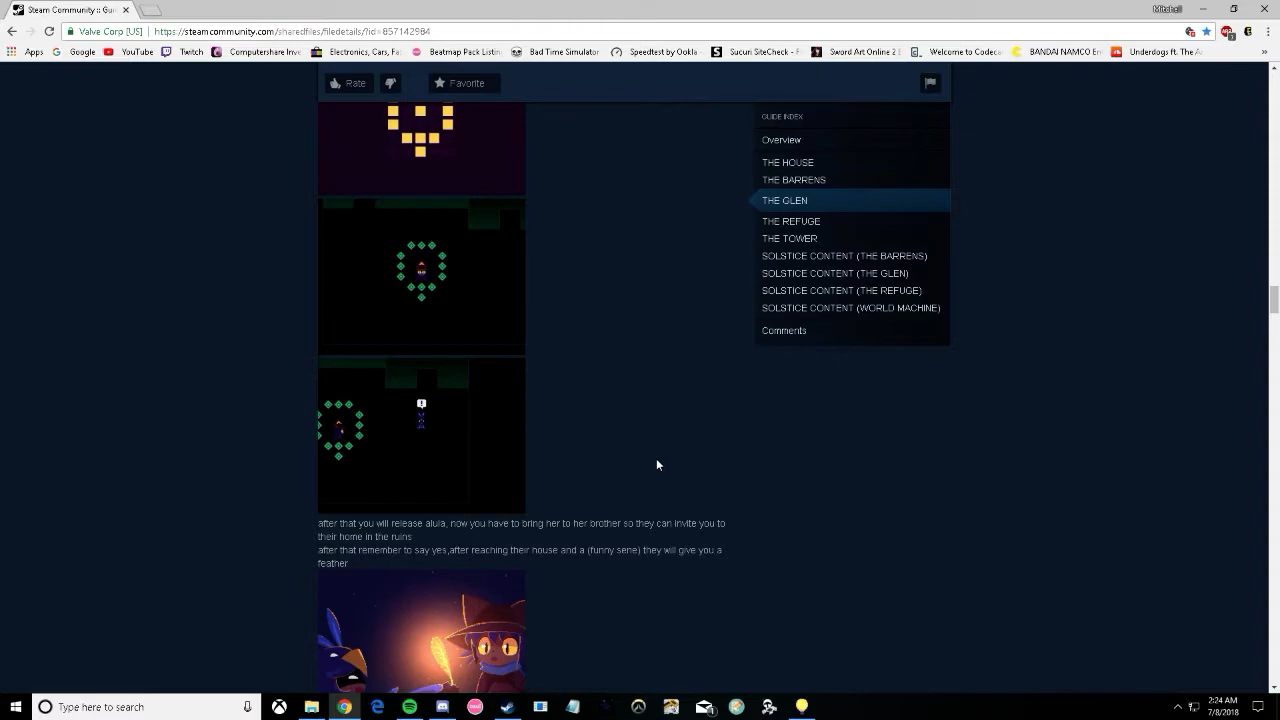 Steam Community :: Gui
Mitchell
Valve Corp [US] | https://steamcommunity.com/sharedfiles/filedetails/?id=857142984
Apps Google YouTube Twitch Computershare Inve Electronics, Cars, Fa Beatmap Pack Listin Bad Time Simulator Speedtest by Ookla Sucuri SiteCheck - Fr Sword Art Online 2 E Welcome to Codeca BANDAI NAMCO En Underdogs ft. The Ac
Rate Favorite
GUIDE INDEX
Overview
THE HOUSE
THE BARRENS
THE GLEN
THE REFUGE
THE TOWER
SOLSTICE CONTENT (THE BARRENS)
SOLSTICE CONTENT (THE GLEN)
SOLSTICE CONTENT (THE REFUGE)
SOLSTICE CONTENT (WORLD MACHINE)
Comments
after that you will release alula, now you have to bring her to her brother so they can invite you to
their home in the ruins
after that remember to say yes,after reaching their house and a (funny sene) they will give you a
feather
Type here to search
2:24 AM
7/8/2018